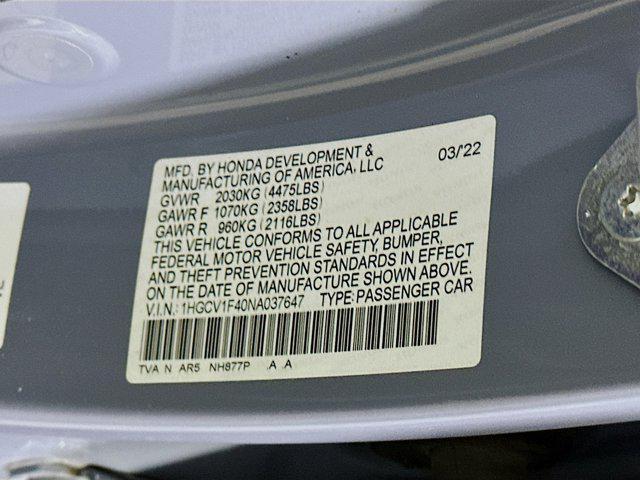 MFD. BY HONDA DEVELOPMENT & 03/22
MANUFACTURING OF AMERICA, LLC
GVWR 2030KG (4475LBS)
GAWR F 1070KG (2358LBS)
GAWR R 960KG (2116LBS)
THIS VEHICLE CONFORMS TO ALL APPLICABLE
FEDERAL MOTOR VEHICLE SAFETY, BUMPER,
AND THEFT PREVENTION STANDARDS IN EFFECT
ON THE DATE OF MANUFACTURE SHOWN ABOVE.
V.I.N.: 1HGCV1F40NA037647 TYPE: PASSENGER CAR
TVA N AR5 NH877P .A .A